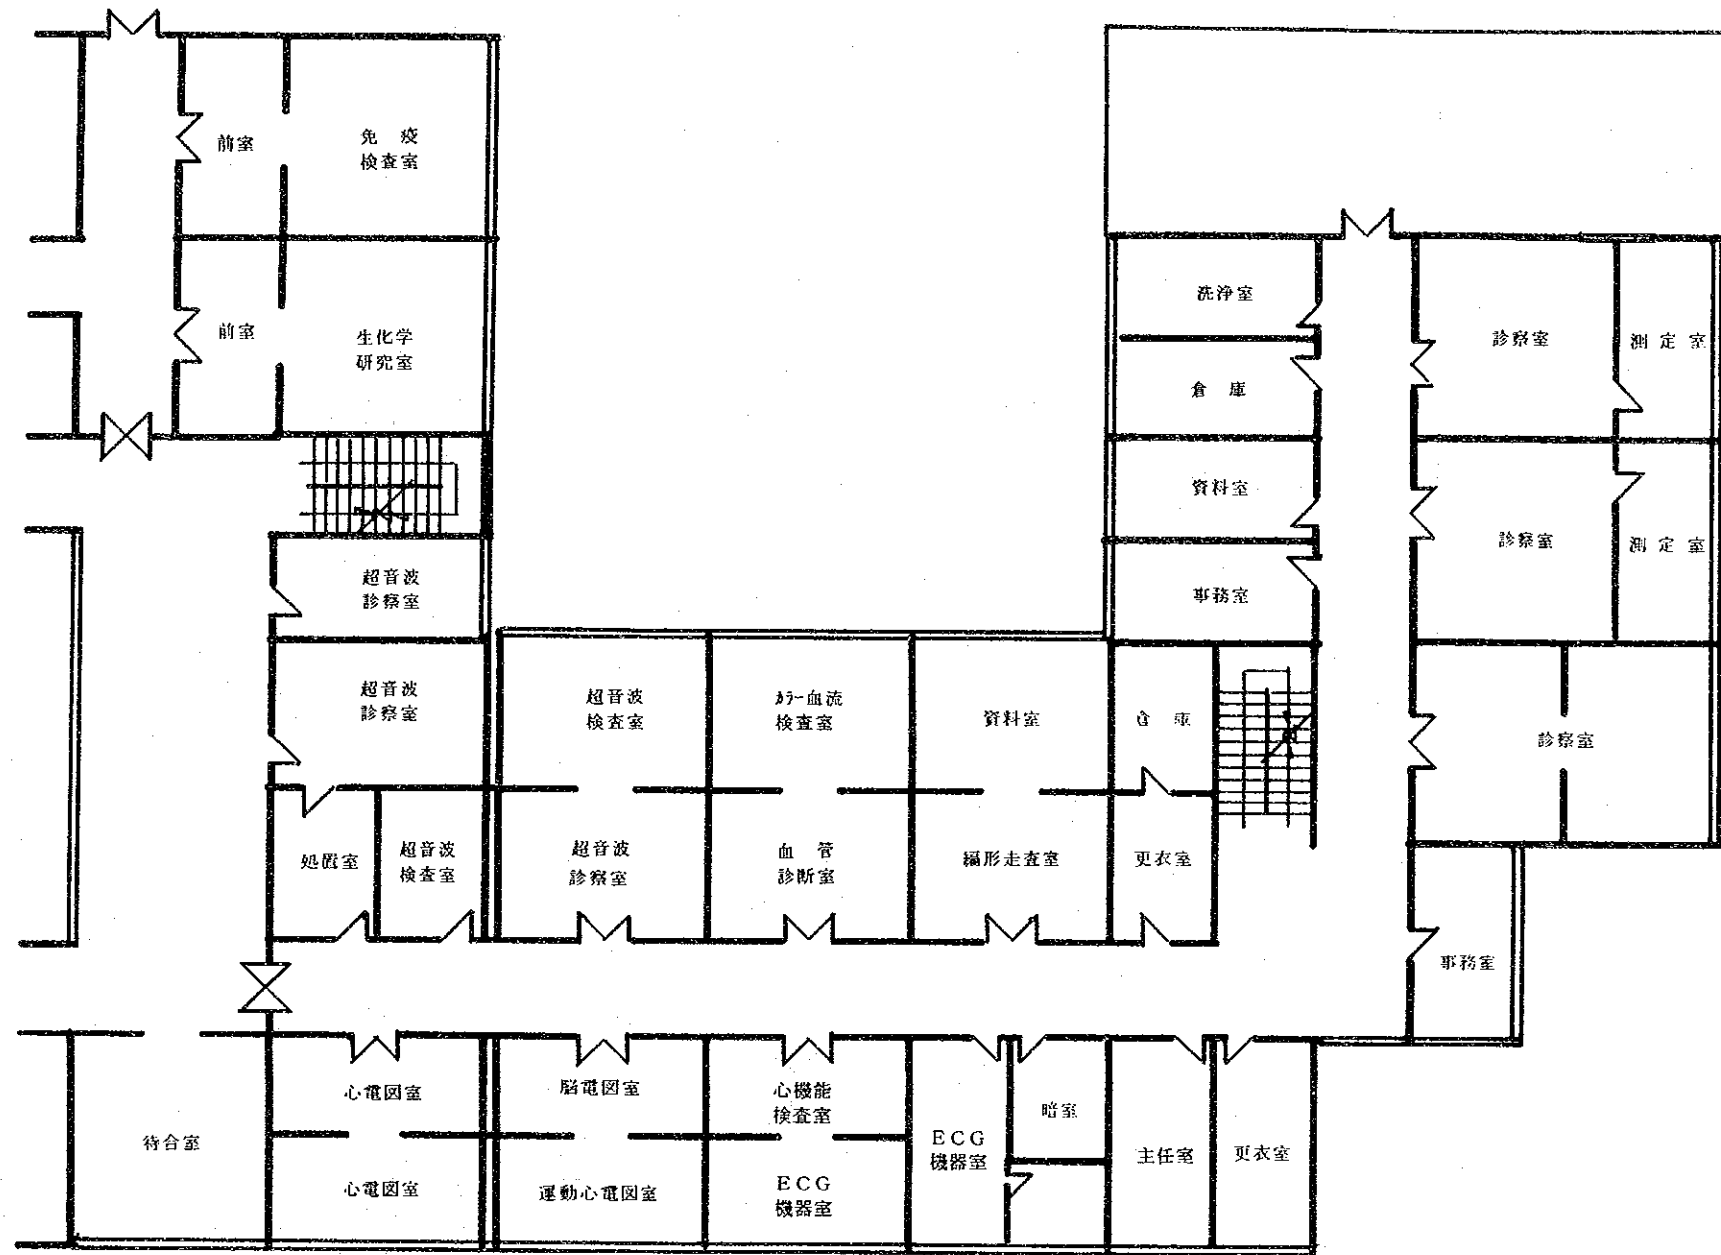 前室
免 疫
検査室
前室
生化学
研究室
超音波
診察室
超音波
診察室
処置室
超音波
検査室
超音波
検査室
カラー血流
検査室
資料室
倉 庫
超音波
診察室
血 管
診断室
線形走査室
更衣室
洗浄室
倉 庫
資料室
事務室
診察室
測 定 室
診察室
測 定 室
診察室
事務室
待合室
心電図室
心電図室
脳電図室
運動心電図室
心機能
検査室
ECG
機器室
ECG
機器室
暗室
主任室
更衣室